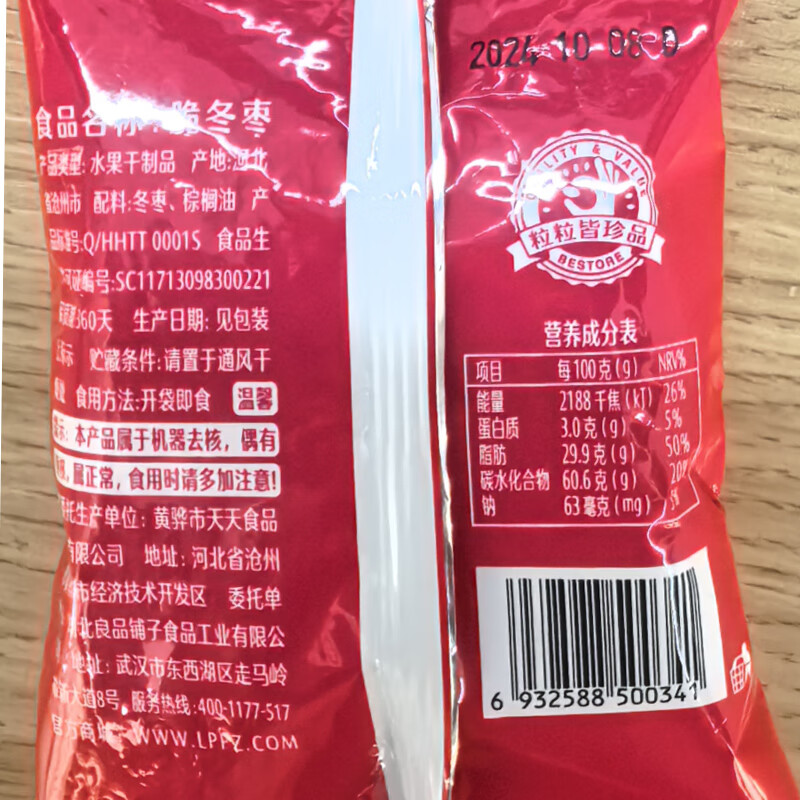 食品名称:脆冬枣
产品类型: 水果干制品 产地:河北
省沧州市 配料:冬枣、棕榈油 产
品标准号:Q/HHTT 0001S 食品生
许可证编号:SC11713098300221
360天 生产日期: 见包装
标示 贮藏条件:请置于通风干
食用方法:开袋即食 温馨
示: 本产品属于机器去核, 偶有
属正常, 食用时请多加注意!
托生产单位: 黄骅市天天食品
有限公司 地址: 河北省沧州
市经济技术开发区 委托单
北良品铺子食品工业有限公
地址: 武汉市东西湖区走马岭
大道8号 服务热线:400-1177-517
官方商城: WWW.LPPZ.COM
2024 10 08
QUALITY & VALUE
粒粒皆珍品
BESTORE
营养成分表
项目 每100克(g) NRV%
能量 2188千焦(kJ) 26%
蛋白质 3.0克(g) 5%
脂肪 29.9克(g) 50%
碳水化合物 60.6克(g) 20%
钠 63毫克(mg)
6 932588 500341